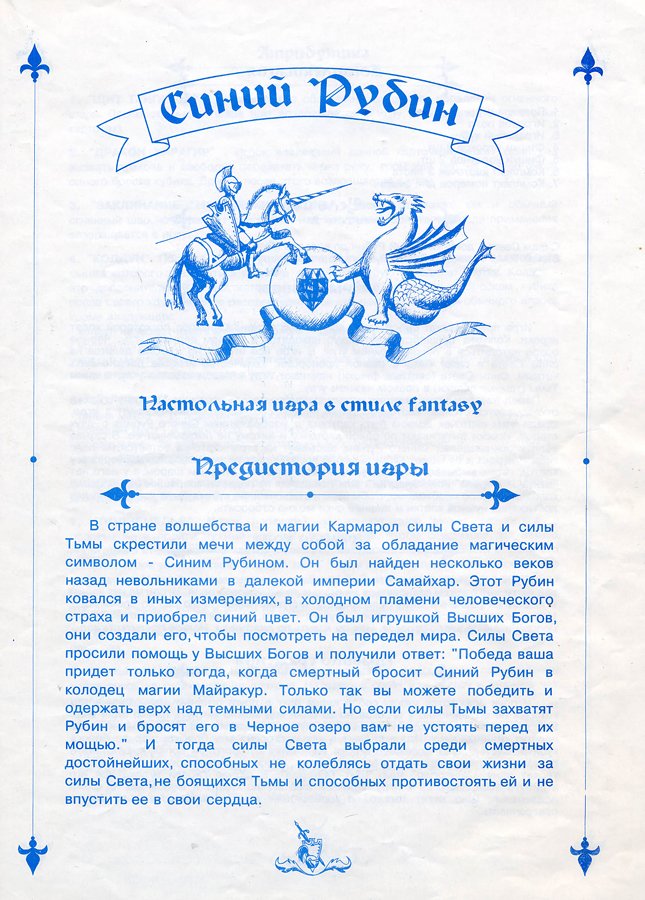 Синий Рубин
Настольная игра в стиле fantasy
Предистория игры
В стране волшебства и магии Кармарол силы Света и силы
Тьмы скрестили мечи между собой за обладание магическим
символом - Синим Рубином. Он был найден несколько веков
назад невольниками в далекой империи Самайхар. Этот Рубин
ковался в иных измерениях, в холодном пламени человеческого
страха и приобрел синий цвет. Он был игрушкой Высших Богов,
они создали его, чтобы посмотреть на передел мира. Силы Света
просили помощь у Высших Богов и получили ответ: "Победа ваша
придет только тогда, когда смертный бросит Синий Рубин в
колодец магии Майракур. Только так вы можете победить и
одержать верх над темными силами. Но если силы Тьмы захватят
Рубин и бросят его в Черное озеро вам не устоять перед их
мощью." И тогда силы Света выбрали среди смертных
достойнейших, способных не колеблясь отдать свои жизни за
силы Света, не боящихся Тьмы и способных противостоять ей и не
впустить ее в свои сердца.